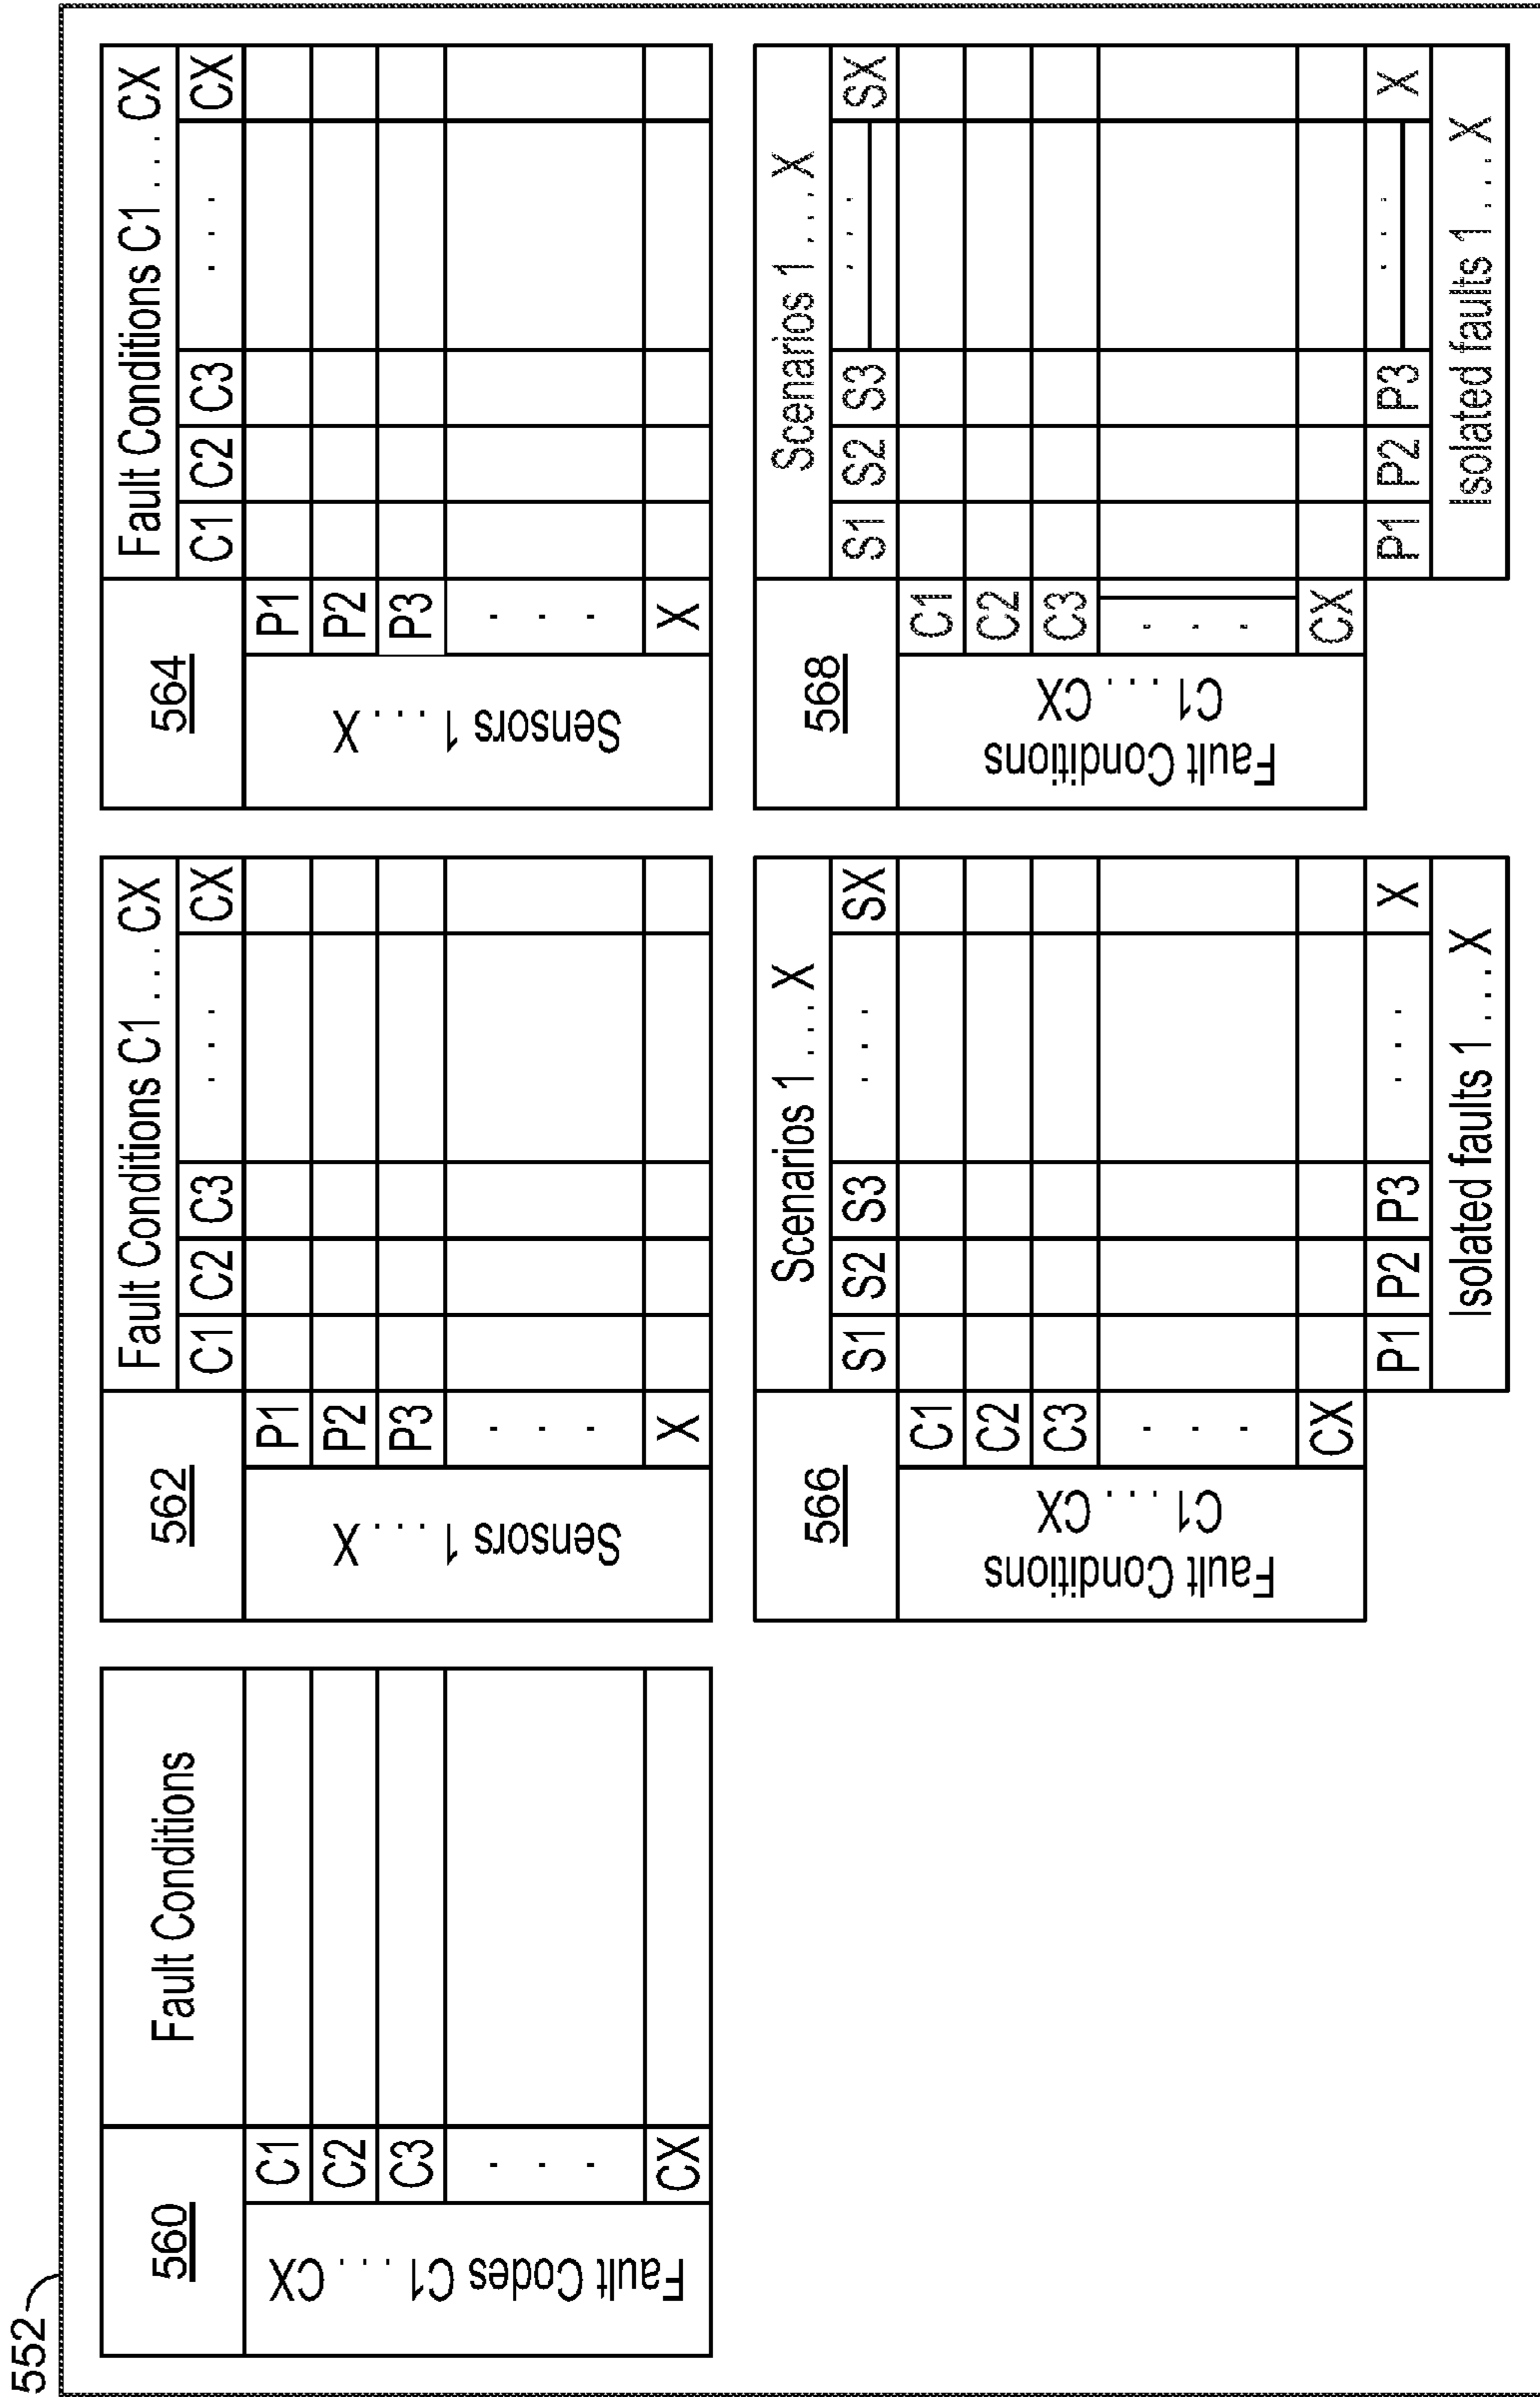 552
560
Fault Conditions
Fault Codes C1 . . . CX
C1
C2
C3
. . .
CX
562
Fault Conditions C1 . . . CX
C1 C2 C3 . . . CX
Sensors 1 . . . X
P1
P2
P3
. . .
X
564
Fault Conditions C1 . . . CX
C1 C2 C3 . . . CX
Sensors 1 . . . X
P1
P2
P3
. . .
X
566
Scenarios 1 . . . X
S1 S2 S3 . . . SX
Fault Conditions
C1 . . . CX
C1
C2
C3
. . .
CX
P1 P2 P3 . . . X
Isolated faults 1 . . . X
568
Scenarios 1 . . . X
S1 S2 S3 . . . SX
Fault Conditions
C1 . . . CX
C1
C2
C3
. . .
CX
P1 P2 P3 . . . X
Isolated faults 1 . . . X